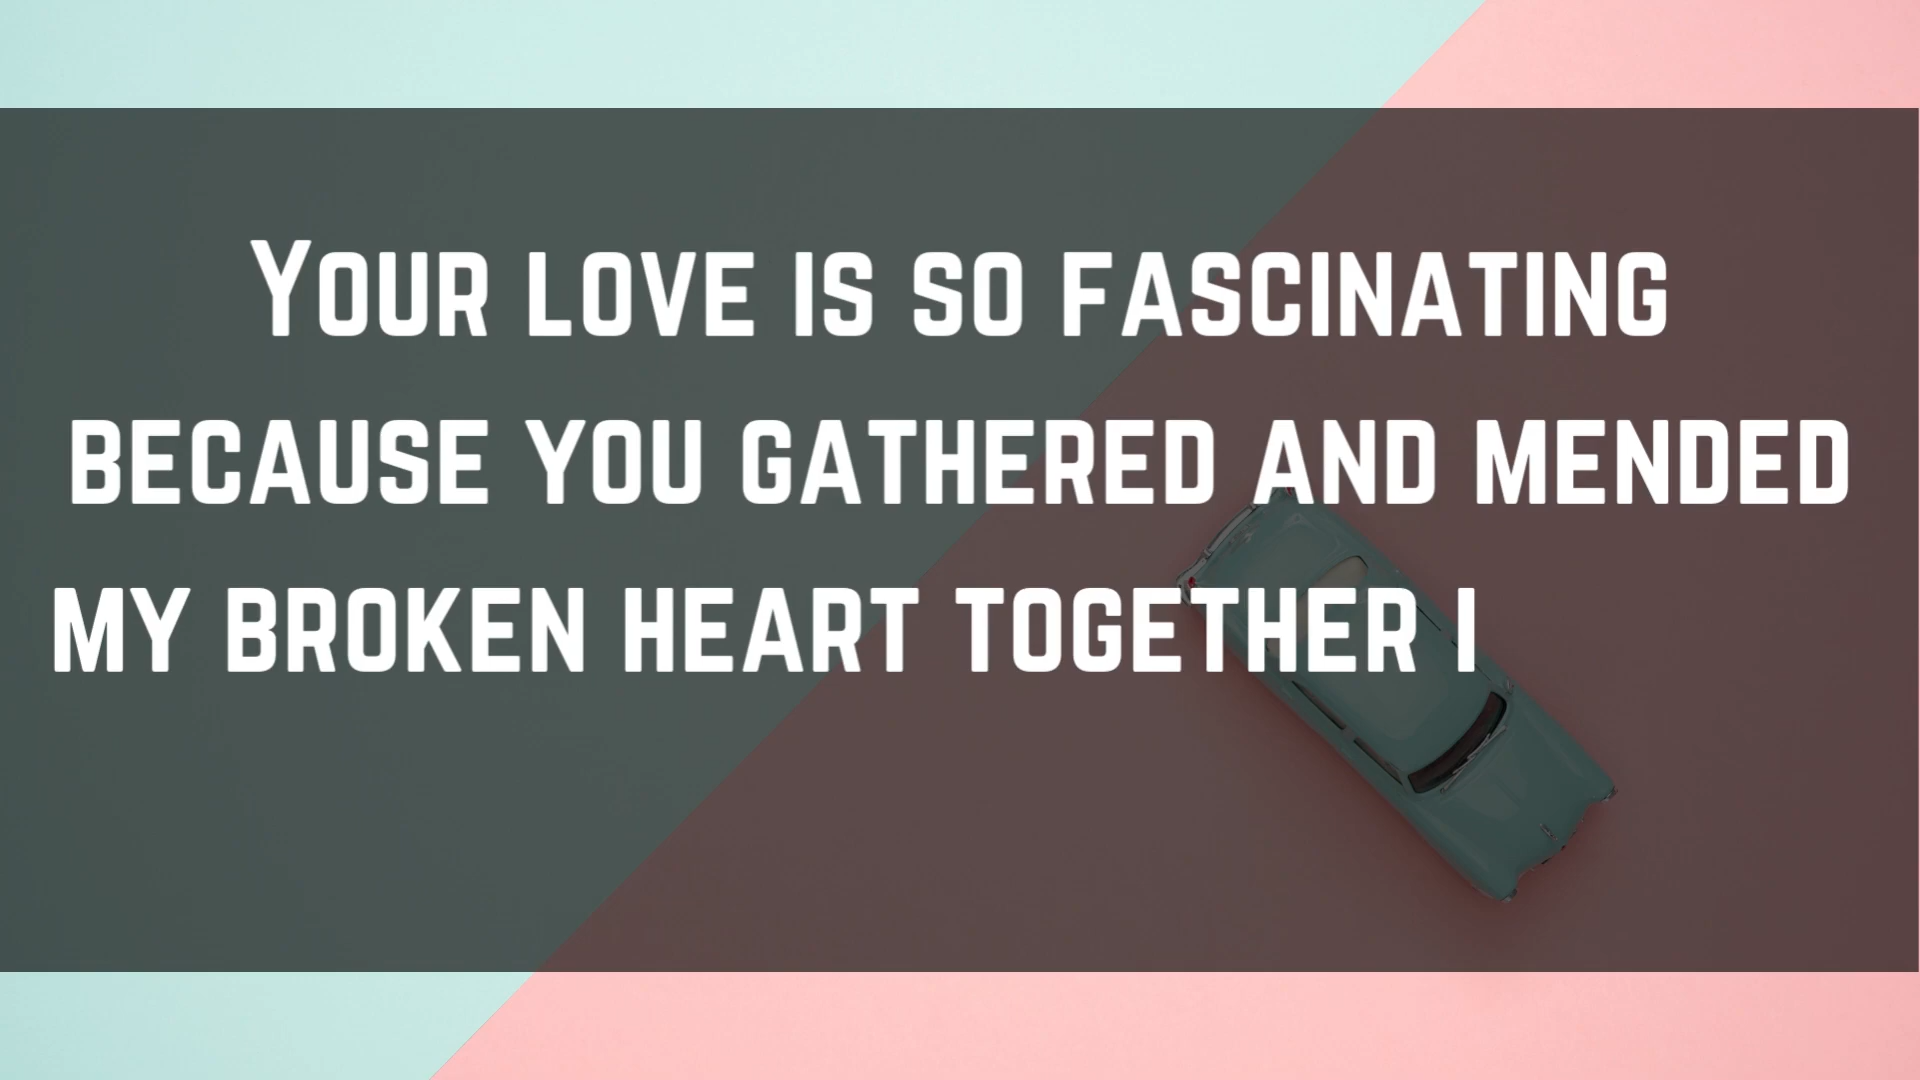 Your love is so fascinating
because you gathered and mended
my broken heart together I